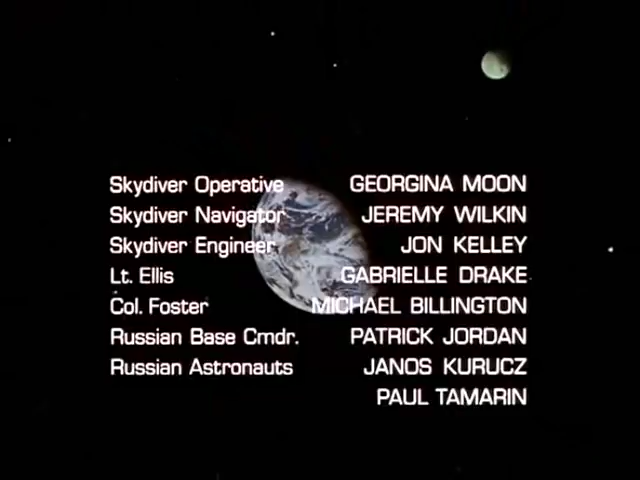 Skydiver Operative GEORGINA MOON
Skydiver Navigator JEREMY WILKIN
Skydiver Engineer JON KELLEY
Lt. Ellis GABRIELLE DRAKE
Col. Foster MICHAEL BILLINGTON
Russian Base Cmdr. PATRICK JORDAN
Russian Astronauts JANOS KURUCZ
PAUL TAMARIN